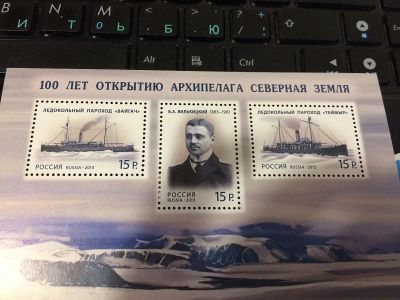 Alt
Ctrl
100 ЛЕТ ОТКРЫТИЮ АРХИПЕЛАГА СЕВЕРНАЯ ЗЕМЛЯ
ЛЕДОКОЛЬНЫЙ ПАРОХОД «ВАЙГАЧ»
15 Р.
РОССИЯ
RUSSIA·2013
Б.А. ВИЛЬКИЦКИЙ 1885-1961
15 Р.
РОССИЯ
RUSSIA·2013
ЛЕДОКОЛЬНЫЙ ПАРОХОД «ТАЙМЫР»
15 Р.
РОССИЯ
RUSSIA·2013